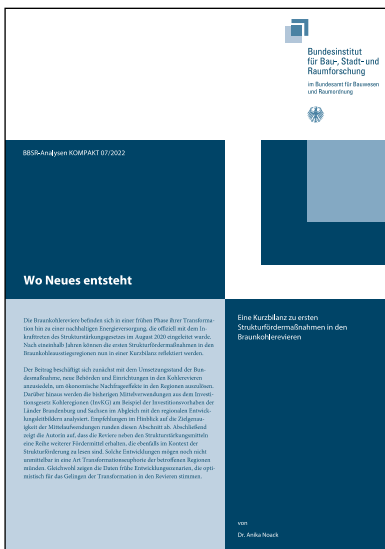 Bundesinstitut
für Bau-, Stadt- und
Raumforschung
im Bundesamt für Bauwesen
und Raumordnung
BBSR-Analysen KOMPAKT 07/2022
Wo Neues entsteht
Die Braunkohlereviere befinden sich in einer frühen Phase ihrer Transforma-
tion hin zu einer nachhaltigen Energieversorgung, die offiziell mit dem In-
krafttreten des Strukturstärkungsgesetzes im August 2020 eingeleitet wurde.
Nach eineinhalb Jahren können die ersten Strukturfördermaßnahmen in den
Braunkohleausstiegsregionen nun in einer Kurzbilanz reflektiert werden.
Der Beitrag beschäftigt sich zunächst mit dem Umsetzungsstand der Bun-
desmaßnahme, neue Behörden und Einrichtungen in den Kohlerevieren
anzusiedeln, um ökonomische Nachfrageeffekte in den Regionen auszulösen.
Darüber hinaus werden die bisherigen Mittelverwendungen aus dem Investi-
tionsgesetz Kohleregionen (InvKG) am Beispiel der Investitionsvorhaben der
Länder Brandenburg und Sachsen im Abgleich mit den regionalen Entwick-
lungsleitbildern analysiert. Empfehlungen im Hinblick auf die Zielgenau-
igkeit der Mittelaufwendungen runden diesen Abschnitt ab. Abschließend
zeigt die Autorin auf, dass die Reviere neben den Strukturstärkungsmitteln
eine Reihe weiterer Fördermittel erhalten, die ebenfalls im Kontext der
Strukturförderung zu lesen sind. Solche Entwicklungen mögen noch nicht
unmittelbar in eine Art Transformationseuphorie der betroffenen Regionen
münden. Gleichwohl zeigen die Daten frühe Entwicklungsszenarien, die opti-
mistisch für das Gelingen der Transformation in den Revieren stimmen.
Eine Kurzbilanz zu ersten
Strukturfördermaßnahmen in den
Braunkohlerevieren
von
Dr. Anika Noack